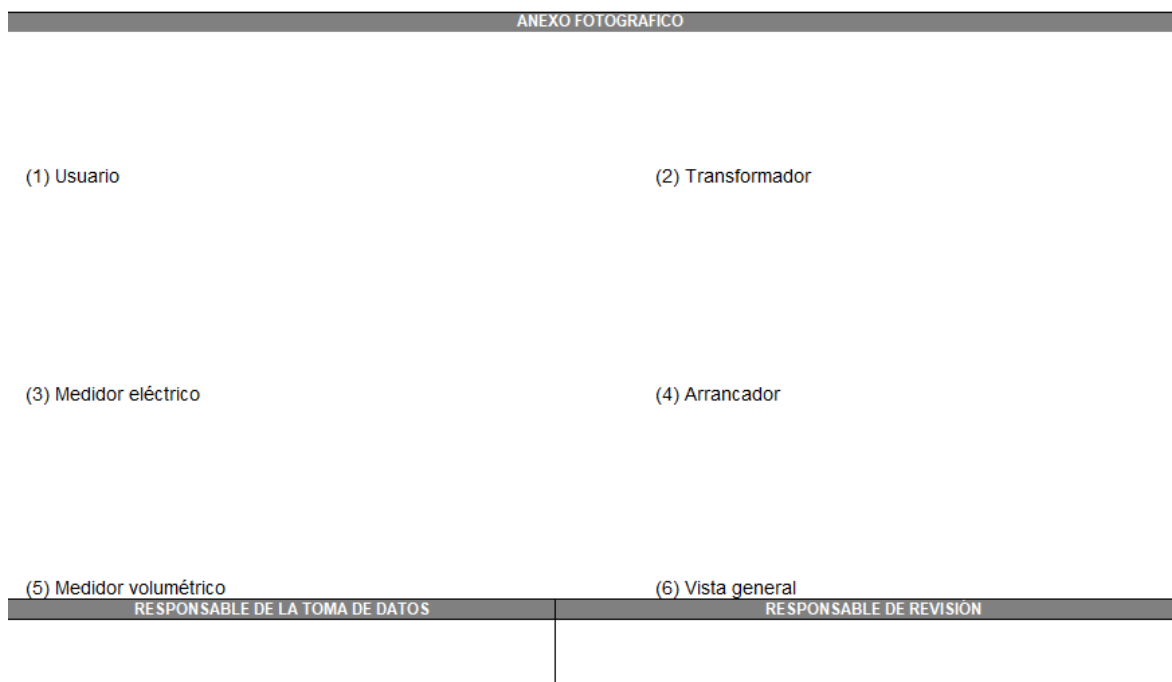 ANEXO FOTOGRAFICO
(1) Usuario
(2) Transformador
(3) Medidor eléctrico
(4) Arrancador
(5) Medidor volumétrico
(6) Vista general
RESPONSABLE DE LA TOMA DE DATOS
RESPONSABLE DE REVISIÓN